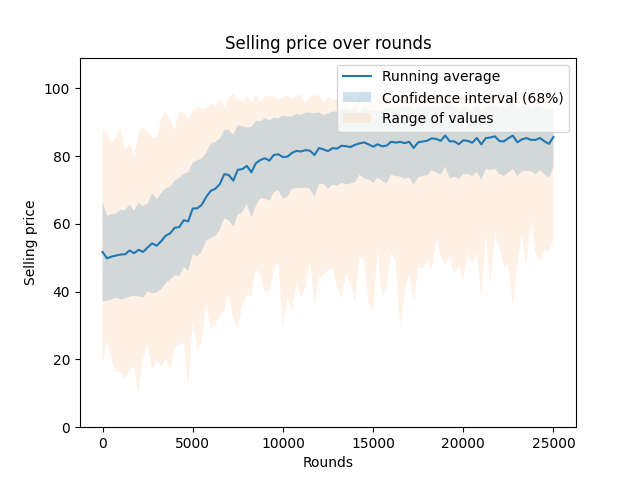 Selling price over rounds
Running average
Confidence interval (68%)
Range of values
100
80
60
40
20
0
Selling price
0 5000 10000 15000 20000 25000
Rounds